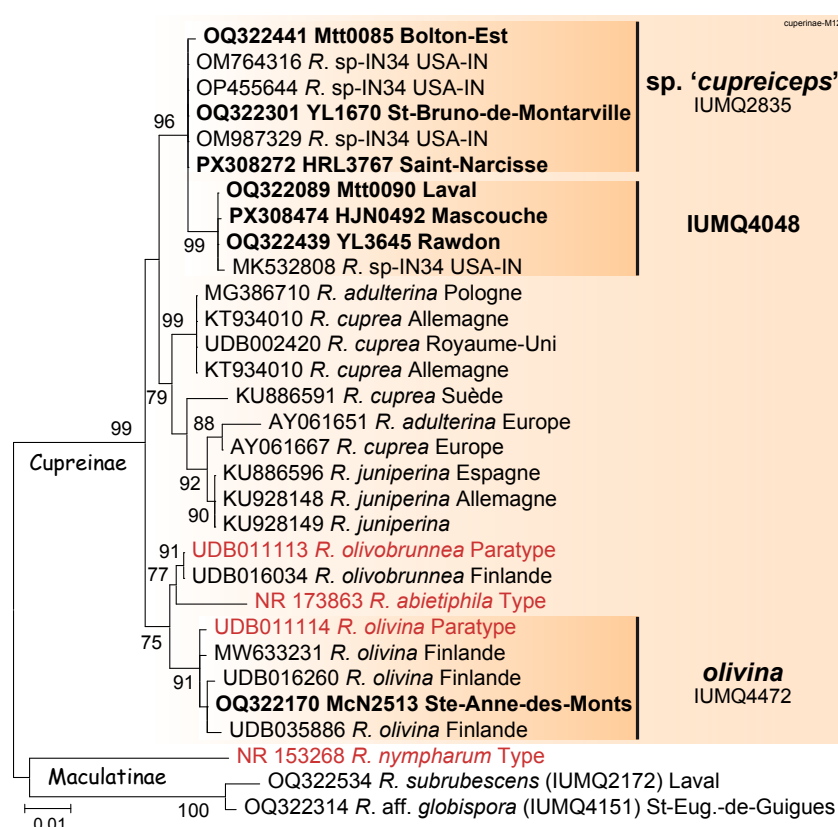 cuperinae-M12
OQ322441 Mtt0085 Bolton-Est
OM764316 R. sp-IN34 USA-IN
OP455644 R. sp-IN34 USA-IN
OQ322301 YL1670 St-Bruno-de-Montarville
OM987329 R. sp-IN34 USA-IN
PX308272 HRL3767 Saint-Narcisse
sp. ‘cupreiceps’
IUMQ2835
96
OQ322089 Mtt0090 Laval
PX308474 HJN0492 Mascouche
OQ322439 YL3645 Rawdon
MK532808 R. sp-IN34 USA-IN
IUMQ4048
99
MG386710 R. adulterina Pologne
KT934010 R. cuprea Allemagne
UDB002420 R. cuprea Royaume-Uni
KT934010 R. cuprea Allemagne
99
79
KU886591 R. cuprea Suède
88
AY061651 R. adulterina Europe
AY061667 R. cuprea Europe
92
KU886596 R. juniperina Espagne
KU928148 R. juniperina Allemagne
KU928149 R. juniperina
90
99
Cupreinae
91
UDB011113 R. olivobrunnea Paratype
UDB016034 R. olivobrunnea Finlande
77
NR 173863 R. abietiphila Type
75
UDB011114 R. olivina Paratype
MW633231 R. olivina Finlande
UDB016260 R. olivina Finlande
OQ322170 McN2513 Ste-Anne-des-Monts
UDB035886 R. olivina Finlande
91
olivina
IUMQ4472
NR 153268 R. nympharum Type
Maculatinae
OQ322534 R. subrubescens (IUMQ2172) Laval
OQ322314 R. aff. globispora (IUMQ4151) St-Eug.-de-Guigues
100
0.01